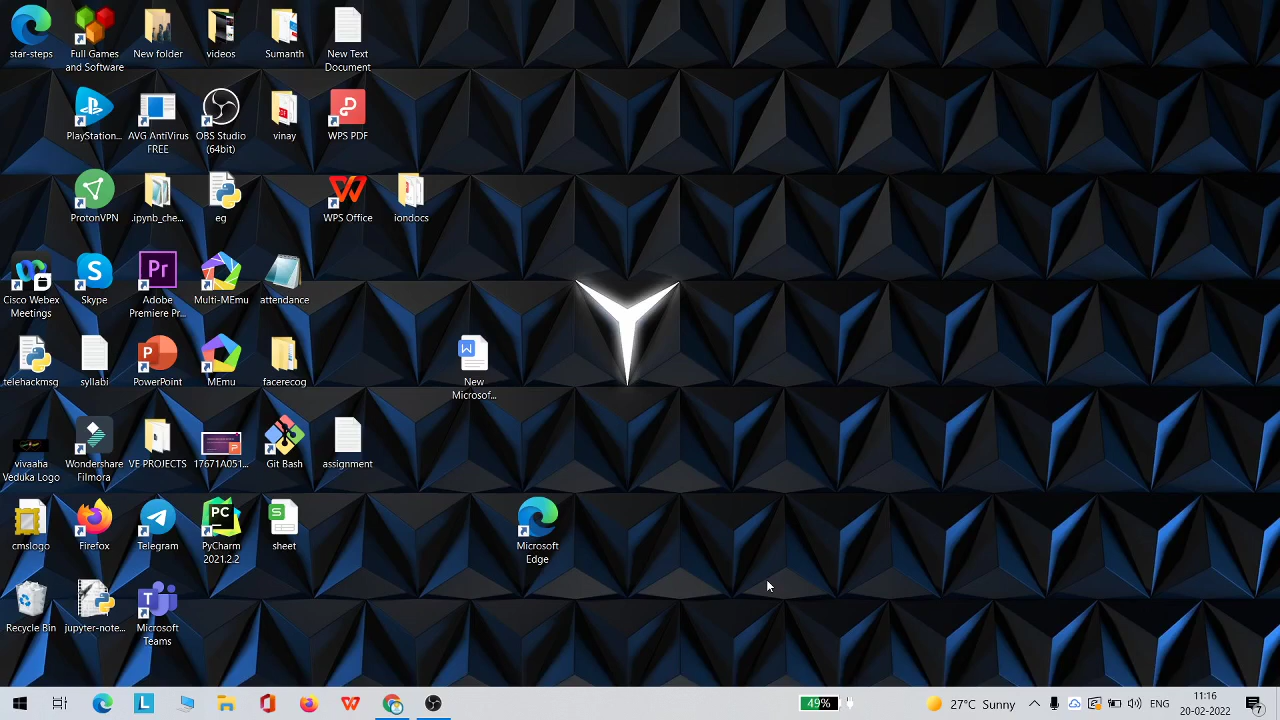 star-steps
Full Games
and Software
New folder
videos
Sumanth
New Text
Document
PlayStation...
AVG AntiVirus
FREE
OBS Studio
(64bit)
vinay
WPS PDF
ProtonVPN
.ipynb_che...
eg
WPS Office
iondocs
Cisco Webex
Meetings
Skype
Adobe
Premiere Pr...
Multi-MEmu
attendance
telehackmsg
syllabi
PowerPoint
MEmu
facerecog
New
Microsof...
vivaaha
Veduka Logo
Wondershare
Filmora
VE PROJECTS
17671A051...
Git Bash
assignment
cmslogo
Firefox
Telegram
PyCharm
2021.2.2
sheet
Microsoft
Edge
Recycle Bin
jupyter-note...
Microsoft
Teams
49%
27°C Sunny
ENG
11:16
20-02-2022